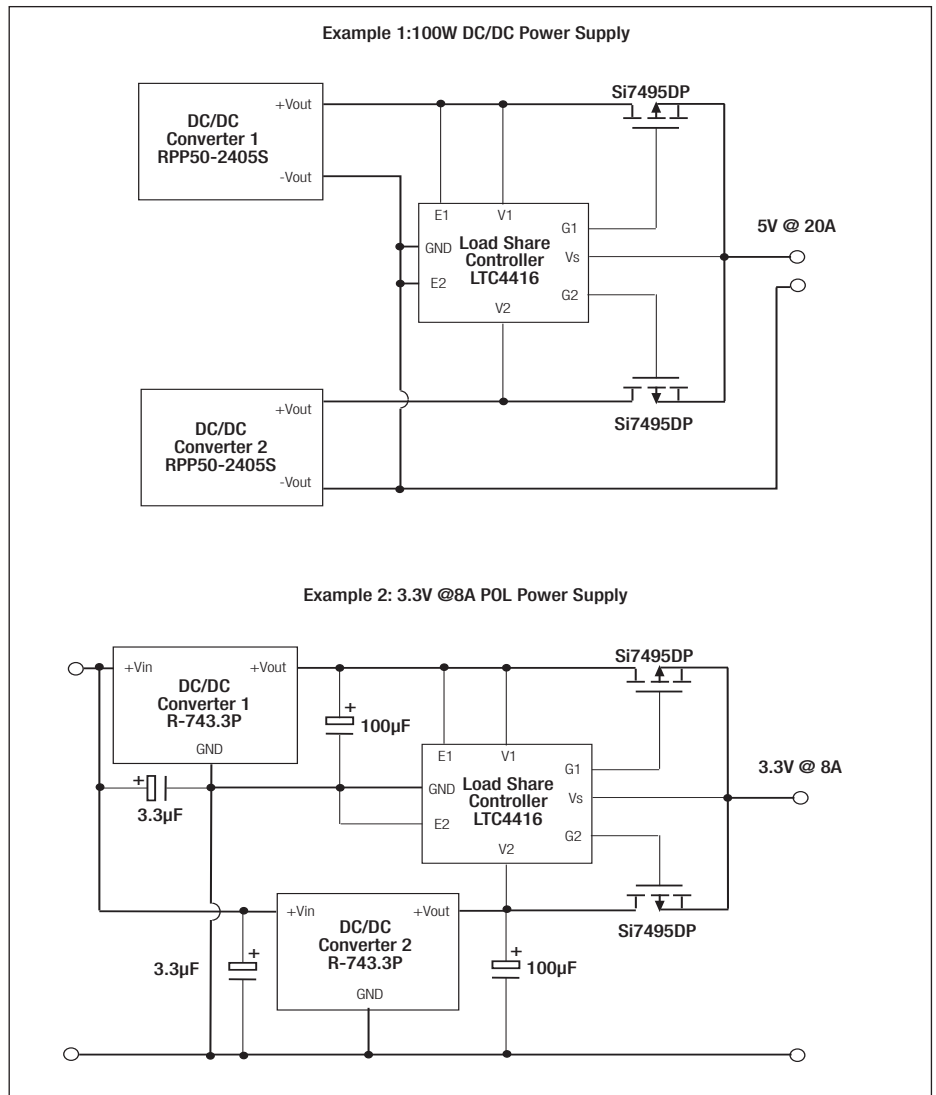 Example 1:100W DC/DC Power Supply
Si7495DP
+Vout
DC/DC
Converter 1
RPP50-2405S
-Vout
E1
V1
G1
5V @ 20A
GND
Load Share
Controller
LTC4416
Vs
E2
G2
V2
+Vout
DC/DC
Converter 2
RPP50-2405S
-Vout
Si7495DP
Example 2: 3.3V @8A POL Power Supply
Si7495DP
+Vin
+Vout
DC/DC
Converter 1
R-743.3P
GND
+
100µF
E1
V1
G1
3.3V @ 8A
+
3.3µF
GND
Load Share
Controller
LTC4416
Vs
E2
G2
V2
+Vin
+Vout
DC/DC
Converter 2
R-743.3P
GND
Si7495DP
3.3µF
+
+
100µF